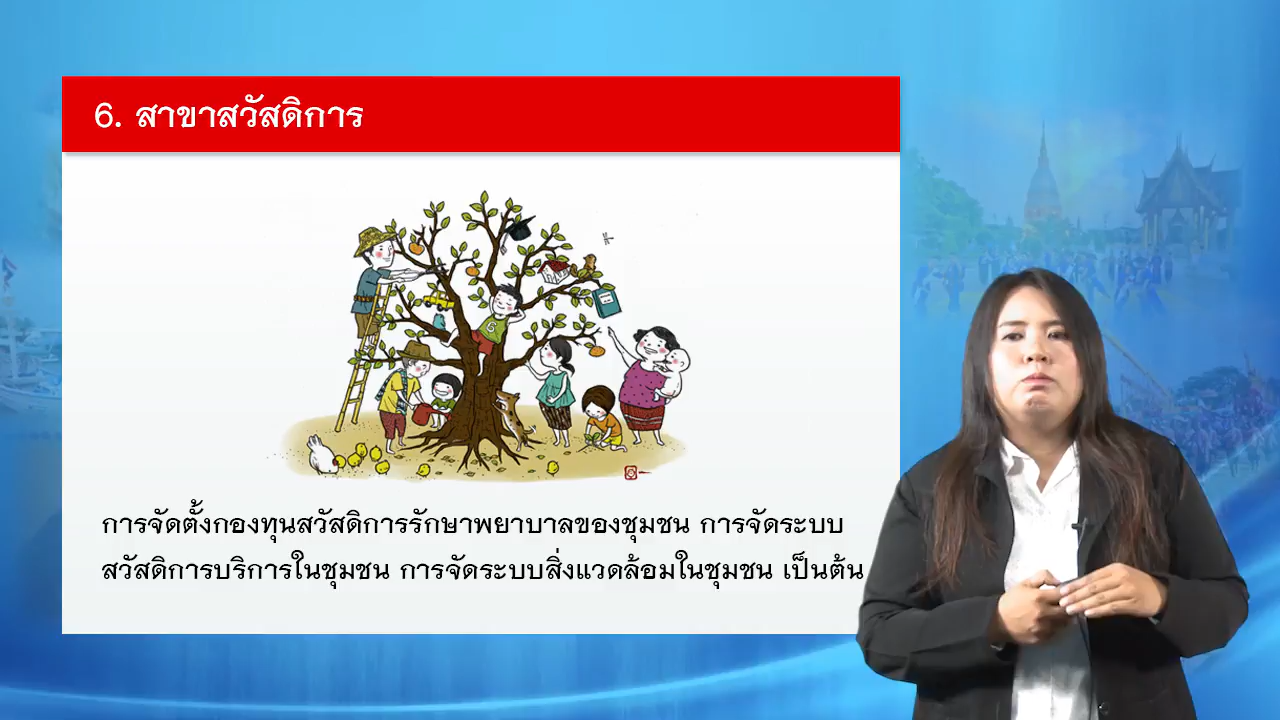 6. สาขาสวัสดิการ
6
การจัดตั้งกองทุนสวัสดิการรักษาพยาบาลของชุมชน การจัดระบบ
สวัสดิการบริการในชุมชน การจัดระบบสิ่งแวดล้อมในชุมชน เป็นต้น